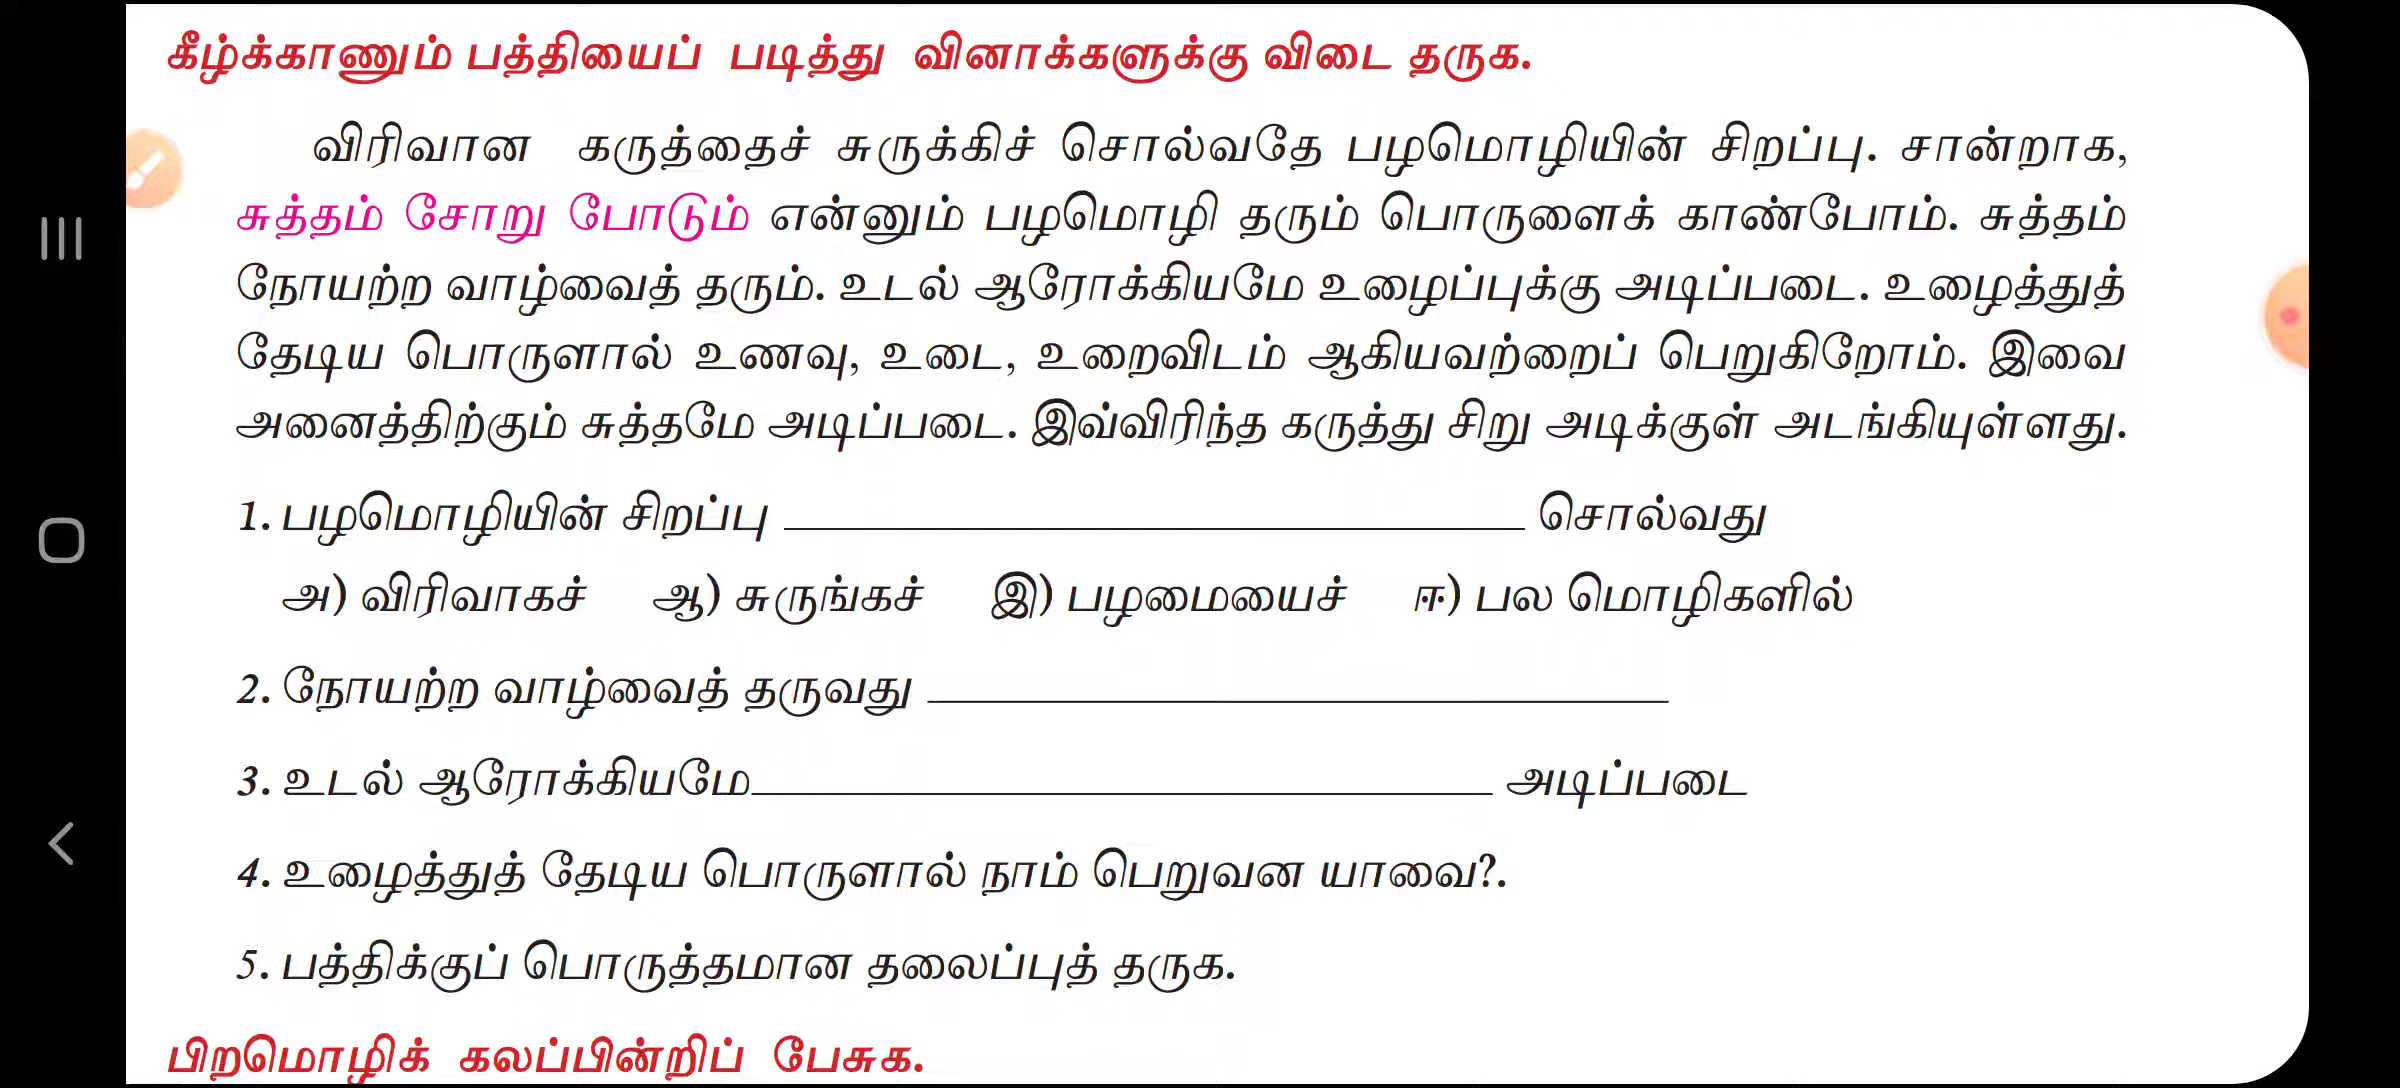 கீழ்க்காணும் பத்தியைப் படித்து வினாக்களுக்கு விடை தருக.
விரிவான கருத்தைச் சுருக்கிச் சொல்வதே பழமொழியின் சிறப்பு. சான்றாக,
சுத்தம் சோறு போடும் என்னும் பழமொழி தரும் பொருளைக் காண்போம். சுத்தம்
நோயற்ற வாழ்வைத் தரும். உடல் ஆரோக்கியமே உழைப்புக்கு அடிப்படை. உழைத்துத்
தேடிய பொருளால் உணவு, உடை, உறைவிடம் ஆகியவற்றைப் பெறுகிறோம். இவை
அனைத்திற்கும் சுத்தமே அடிப்படை. இவ்விரிந்த கருத்து சிறு அடிக்குள் அடங்கியுள்ளது.
1. பழமொழியின் சிறப்பு ____________ சொல்வது
அ) விரிவாகச் ஆ) சுருங்கச் இ) பழமையைச் ஈ) பல மொழிகளில்
2. நோயற்ற வாழ்வைத் தருவது ____________
3. உடல் ஆரோக்கியமே____________ அடிப்படை
4. உழைத்துத் தேடிய பொருளால் நாம் பெறுவன யாவை?.
5. பத்திக்குப் பொருத்தமான தலைப்புத் தருக.
பிறமொழிக் கலப்பின்றிப் பேசுக.